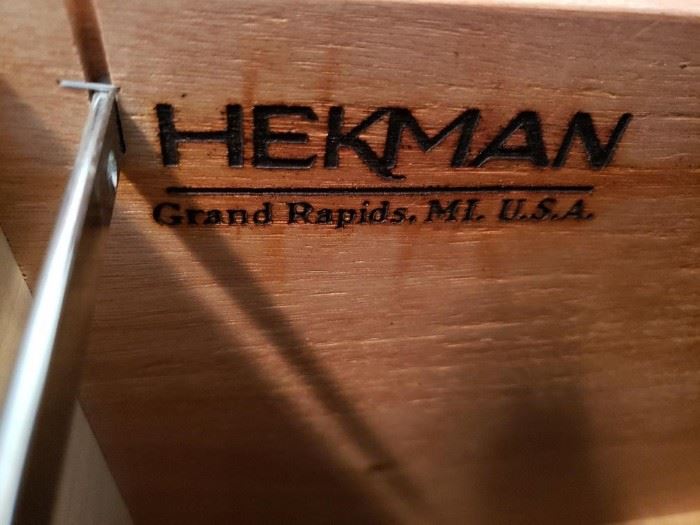 HEKMAN
Grand Rapids, MI. U.S.A.